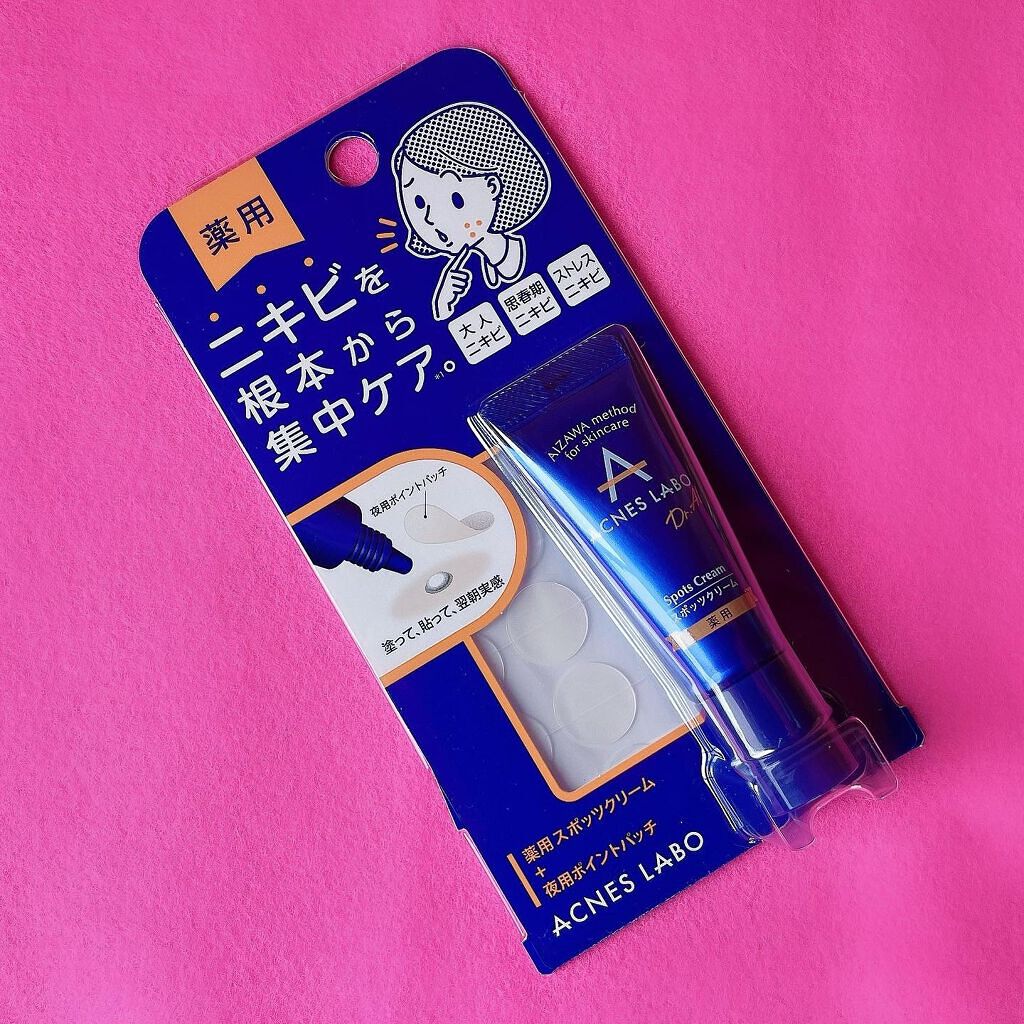 薬用
ニキビを
根本から
集中ケア。
*1
大人
ニキビ
思春期
ニキビ
ストレス
ニキビ
夜用ポイントパッチ
塗って、貼って、翌朝実感
AIZAWA method
for skincare
A
ACNES LABO
Dr.A
Spots Cream
スポッツクリーム
薬用
薬用スポッツクリーム
+
夜用ポイントパッチ
ACNES LABO